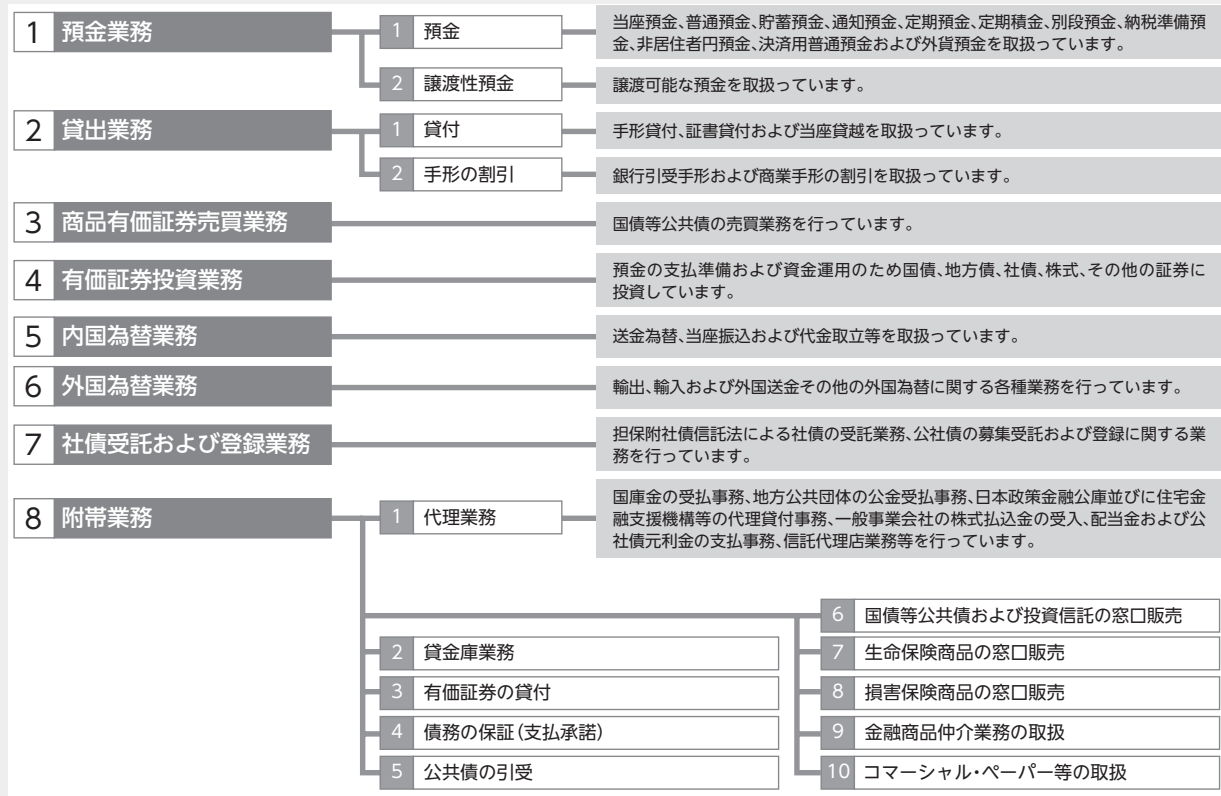 1 預金業務
1 預金
当座預金、普通預金、貯蓄預金、通知預金、定期預金、定期積金、別段預金、納税準備預
金、非居住者円預金、決済用普通預金および外貨預金を取扱っています。
2 譲渡性預金
譲渡可能な預金を取扱っています。
2 貸出業務
1 貸付
手形貸付、証書貸付および当座貸越を取扱っています。
2 手形の割引
銀行引受手形および商業手形の割引を取扱っています。
3 商品有価証券売買業務
国債等公共債の売買業務を行っています。
4 有価証券投資業務
預金の支払準備および資金運用のため国債、地方債、社債、株式、その他の証券に
投資しています。
5 内国為替業務
送金為替、当座振込および代金取立等を取扱っています。
6 外国為替業務
輸出、輸入および外国送金その他の外国為替に関する各種業務を行っています。
7 社債受託および登録業務
担保附社債信託法による社債の受託業務、公社債の募集受託および登録に関する業
務を行っています。
8 附帯業務
1 代理業務
国庫金の受払事務、地方公共団体の公金受払事務、日本政策金融公庫並びに住宅金
融支援機構等の代理貸付事務、一般事業会社の株式払込金の受入、配当金および公
社債元利金の支払事務、信託代理店業務等を行っています。
2 貸金庫業務
3 有価証券の貸付
4 債務の保証(支払承諾)
5 公共債の引受
6 国債等公共債および投資信託の窓口販売
7 生命保険商品の窓口販売
8 損害保険商品の窓口販売
9 金融商品仲介業務の取扱
10 コマーシャル・ペーパー等の取扱